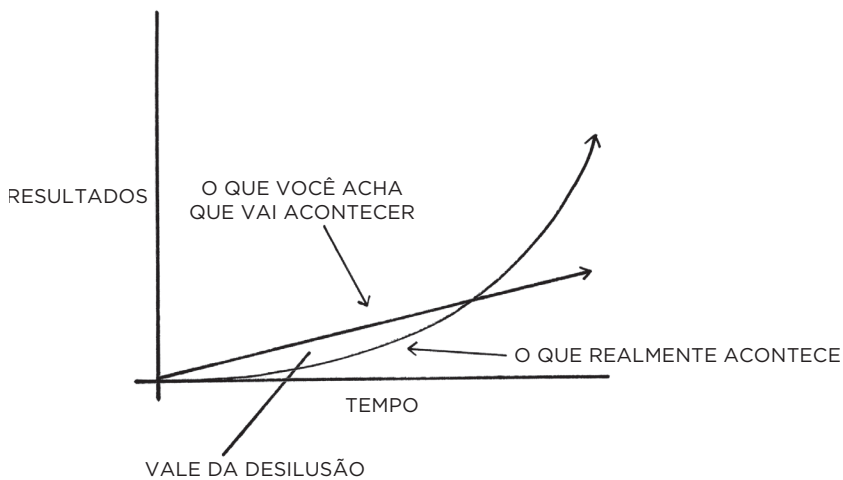 RESULTADOS
O QUE VOCÊ ACHA
QUE VAI ACONTECER
O QUE REALMENTE ACONTECE
TEMPO
VALE DA DESILUSÃO